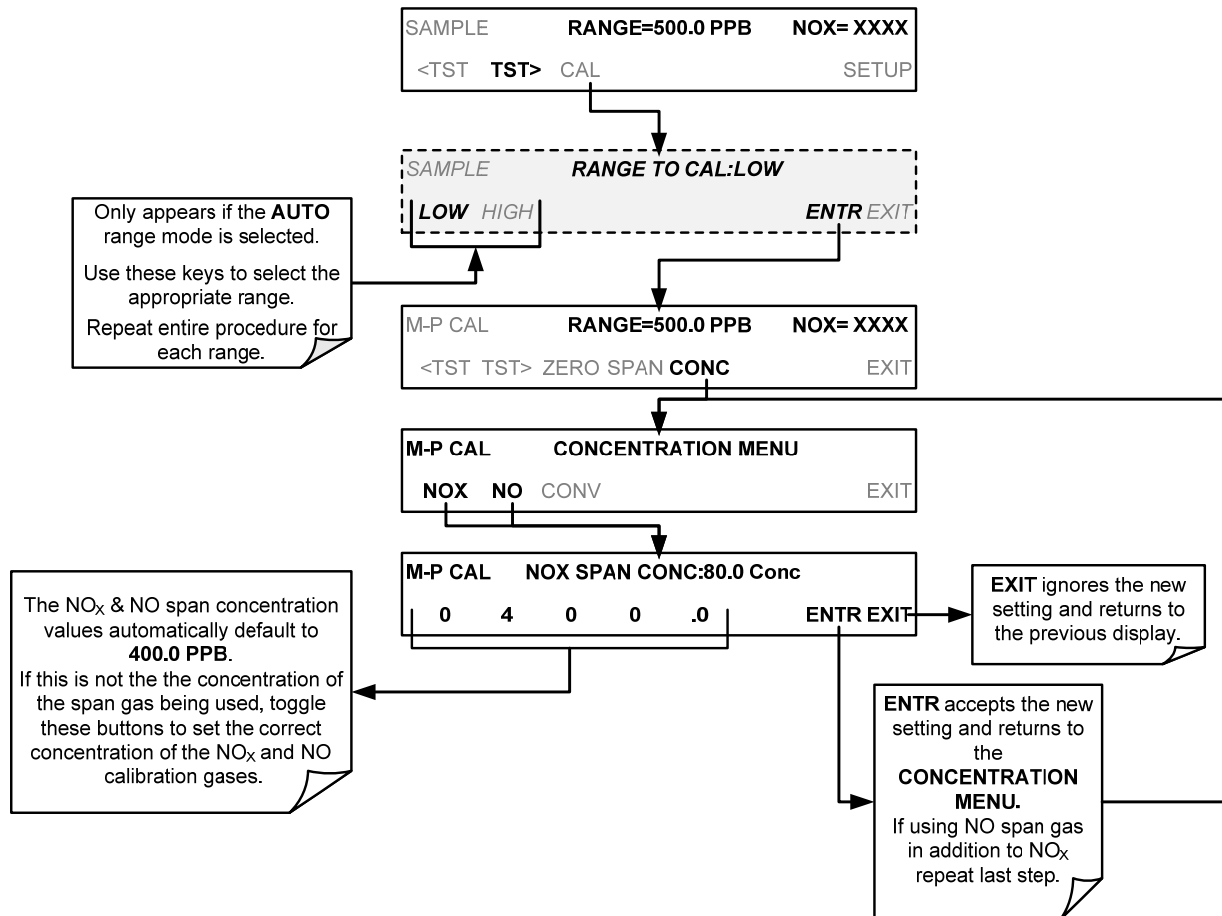 SAMPLE RANGE=500.0 PPB NOX= XXXX
<TST TST> CAL SETUP
SAMPLE RANGE TO CAL:LOW
LOW HIGH ENTR EXIT
Only appears if the AUTO
range mode is selected.
Use these keys to select the
appropriate range.
Repeat entire procedure for
each range.
M-P CAL RANGE=500.0 PPB NOX= XXXX
<TST TST> ZERO SPAN CONC EXIT
M-P CAL CONCENTRATION MENU
NOX NO CONV EXIT
M-P CAL NOX SPAN CONC:80.0 Conc
0 4 0 0 .0 ENTR EXIT
The NOX & NO span concentration
values automatically default to
400.0 PPB.
If this is not the the concentration of
the span gas being used, toggle
these buttons to set the correct
concentration of the NOX and NO
calibration gases.
EXIT ignores the new
setting and returns to
the previous display.
ENTR accepts the new
setting and returns to
the
CONCENTRATION
MENU.
If using NO span gas
in addition to NOX
repeat last step.